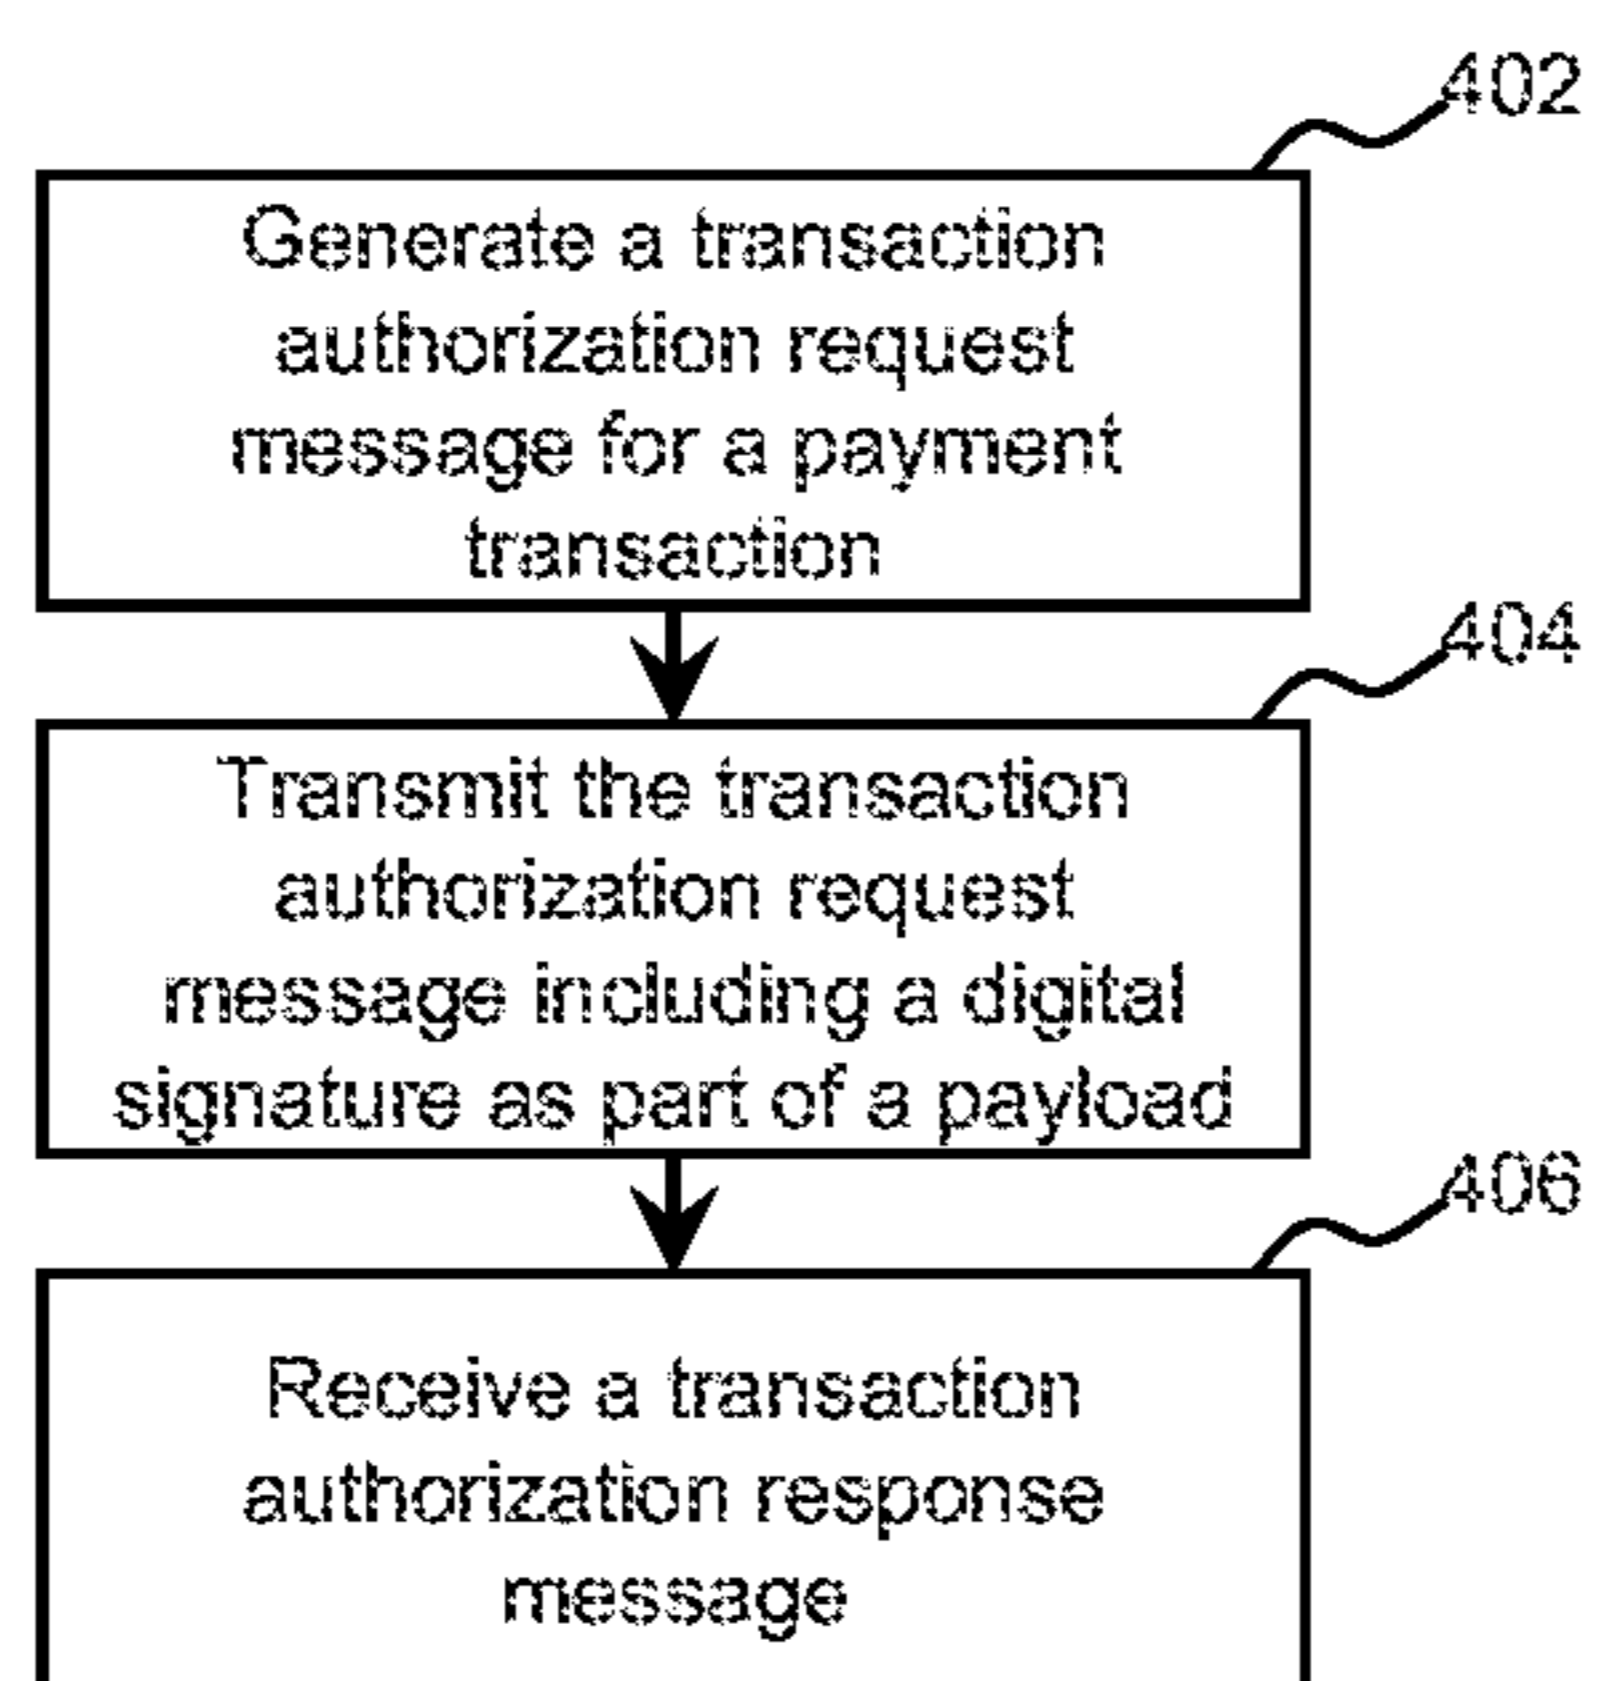 402
Generate a transaction
authorization request
message for a payment
transaction
404
Transmit the transaction
authorization request
message including a digital
signature as part of a payload
406
Receive a transaction
authorization response
message